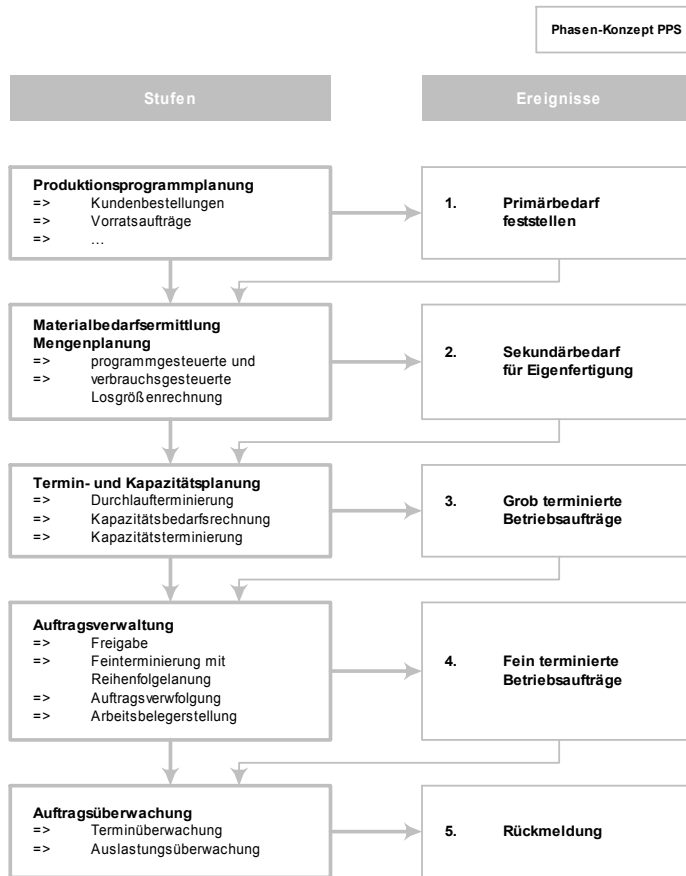 Phasen-Konzept PPS
Stufen
Ereignisse
Produktionsprogrammplanung
=> Kundenbestellungen
=> Vorratsaufträge
=> ...
1. Primärbedarf
feststellen
Materialbedarfsermittlung
Mengenplanung
=> programmgesteuerte und
=> verbrauchsgesteuerte
Losgrößenrechnung
2. Sekundärbedarf
für Eigenfertigung
Termin- und Kapazitätsplanung
=> Durchlaufterminierung
=> Kapazitätsbedarfsrechnung
=> Kapazitätsterminierung
3. Grob terminierte
Betriebsaufträge
Auftragsverwaltung
=> Freigabe
=> Feinterminierung mit
Reihenfolgelanung
=> Auftragsverwfolgung
=> Arbeitsbelegerstellung
4. Fein terminierte
Betriebsaufträge
Auftragsüberwachung
=> Terminüberwachung
=> Auslastungsüberwachung
5. Rückmeldung